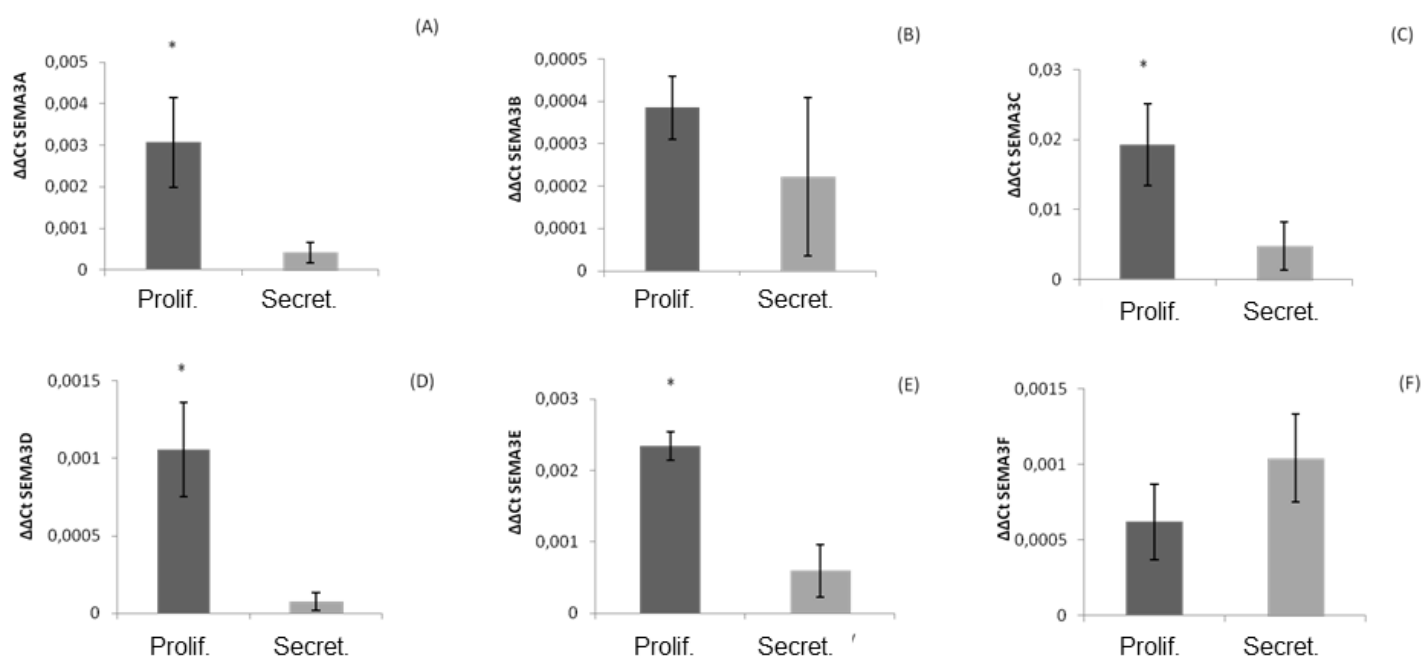 (A)
*
ΔΔCt SEMA3A
0,005
0,004
0,003
0,002
0,001
0
Prolif.
Secret.
(B)
ΔΔCt SEMA3B
0,0005
0,0004
0,0003
0,0002
0,0001
0
Prolif.
Secret.
(C)
*
ΔΔCt SEMA3C
0,03
0,02
0,01
0
Prolif.
Secret.
(D)
*
ΔΔCt SEMA3D
0,0015
0,001
0,0005
0
Prolif.
Secret.
(E)
*
ΔΔCt SEMA3E
0,003
0,002
0,001
0
Prolif.
Secret.
(F)
ΔΔCt SEMA3F
0,0015
0,001
0,0005
0
Prolif.
Secret.